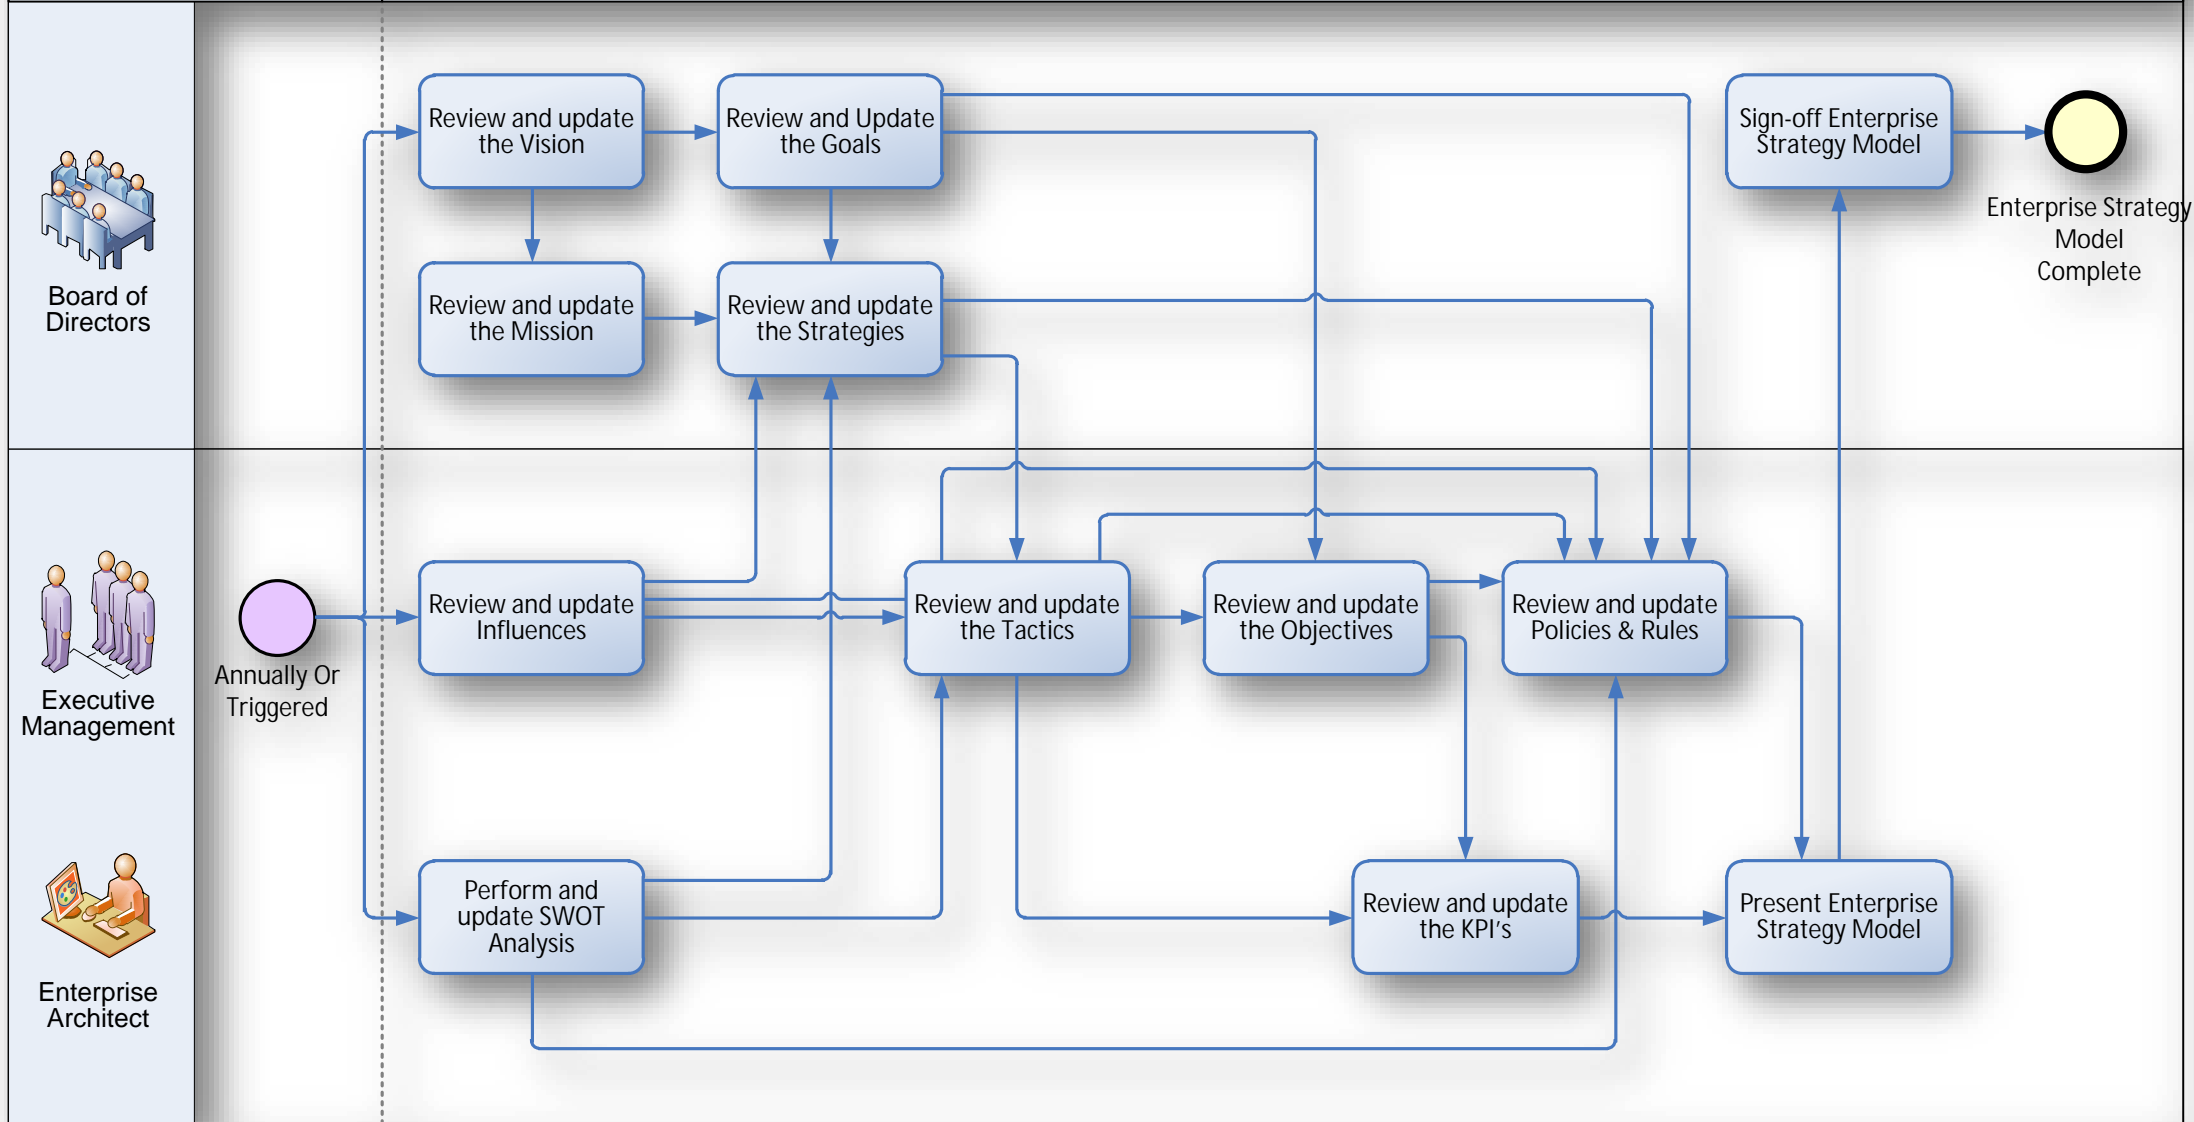 Board of
Directors
Review and update
the Vision
Review and Update
the Goals
Sign-off Enterprise
Strategy Model
Enterprise Strategy
Model
Complete
Review and update
the Mission
Review and update
the Strategies
Executive
Management
Annually Or
Triggered
Review and update
Influences
Review and update
the Tactics
Review and update
the Objectives
Review and update
Policies & Rules
Enterprise
Architect
Perform and
update SWOT
Analysis
Review and update
the KPI's
Present Enterprise
Strategy Model